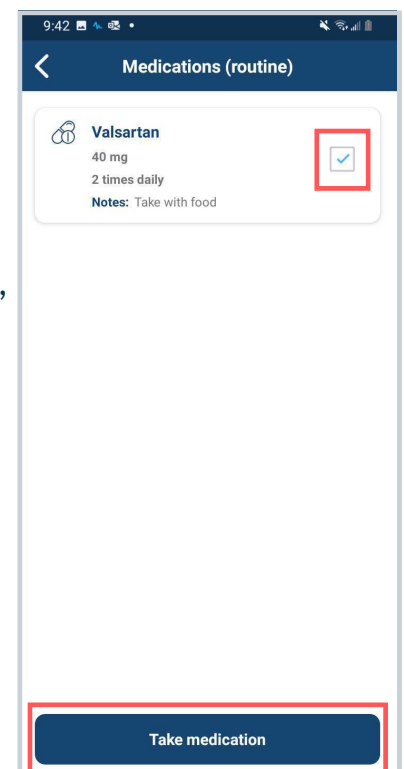 9:42
Medications (routine)
Valsartan
40 mg
2 times daily
Notes: Take with food
,
Take medication